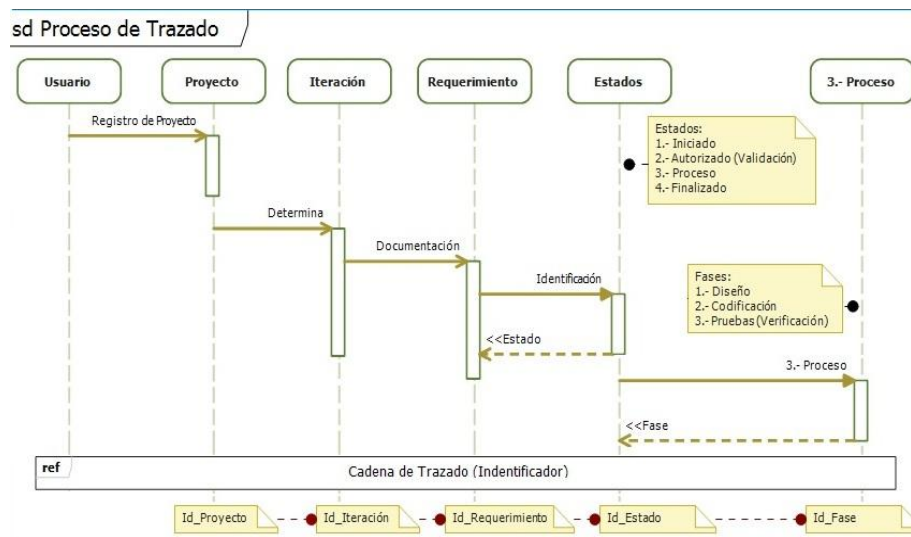 sd Proceso de Trazado
Usuario
Proyecto
Iteración
Requerimiento
Estados
3.- Proceso
Registro de Proyecto
Estados:
1.- Iniciado
2.- Autorizado (Validación)
3.- Proceso
4.- Finalizado
Determina
Documentación
Identificación
Fases:
1.- Diseño
2.- Codificación
3.- Pruebas (Verificación)
<<Estado
3.- Proceso
<<Fase
ref
Cadena de Trazado (Indentificador)
Id_Proyecto
Id_Iteración
Id_Requerimiento
Id_Estado
Id_Fase